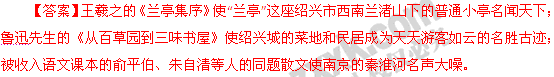 【答案】王羲之的《兰亭集序》使“兰亭”这座绍兴市西南兰渚山下的普通小亭名闻天下；
鲁迅先生的《从百草园到三味书屋》使绍兴城的菜地和民居成为天天游客如云的名胜古迹；
被收入语文课本的俞平伯、朱自清等人的同题散文使南京的秦淮河名声大噪。